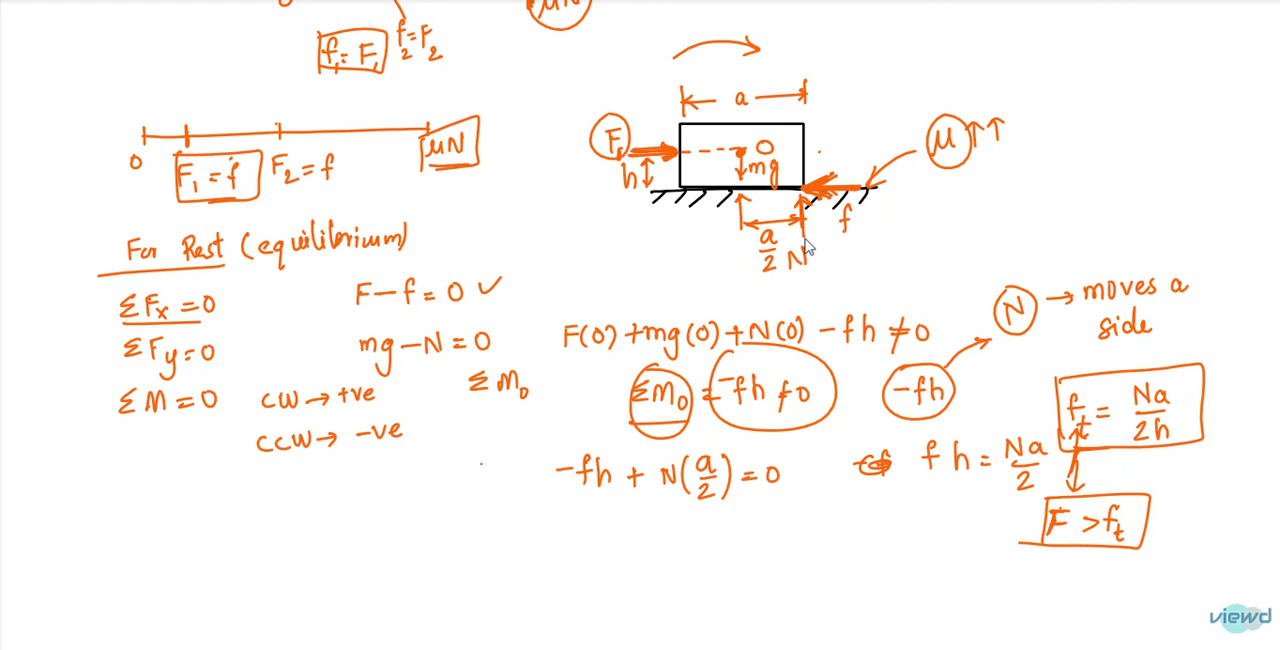 μN
f₁ = F₁
f₂ = F₂
a
F₁
O
mg
h
μ ↑↑
f
a/2
N
0
F₁ = f
F₂ = f
μN
For Rest (equilibrium)
ΣFx = 0
F − f = 0 ✓
ΣFy = 0
mg − N = 0
ΣM = 0
CW → +ve
CCW → −ve
ΣM₀
F(0) + mg(0) + N(0) − fh ≠ 0
ΣM₀ = −fh ≠ 0
−fh
N → moves a
side
−fh + N(a/2) = 0
fh = Na/2
fₜ = Na/2h
F > fₜ
viewd